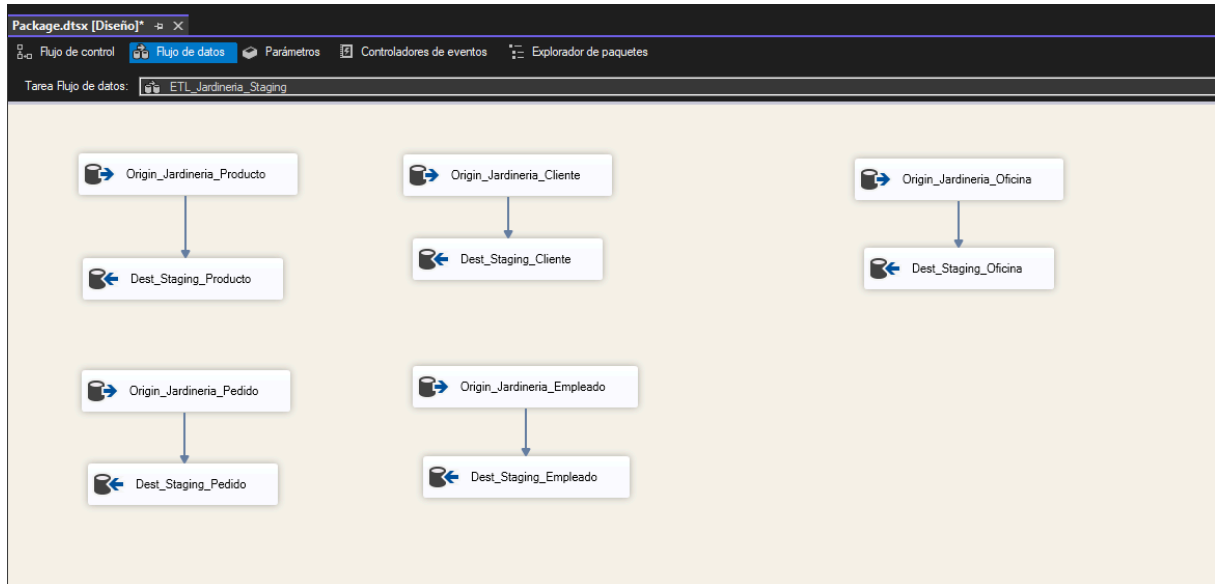 Package.dtsx [Diseño]*
Flujo de control Flujo de datos Parámetros Controladores de eventos Explorador de paquetes
Tarea Flujo de datos: ETL_Jardineria_Staging
Origin_Jardineria_Producto
Origin_Jardineria_Cliente
Origin_Jardineria_Oficina
Dest_Staging_Producto
Dest_Staging_Cliente
Dest_Staging_Oficina
Origin_Jardineria_Pedido
Origin_Jardineria_Empleado
Dest_Staging_Pedido
Dest_Staging_Empleado